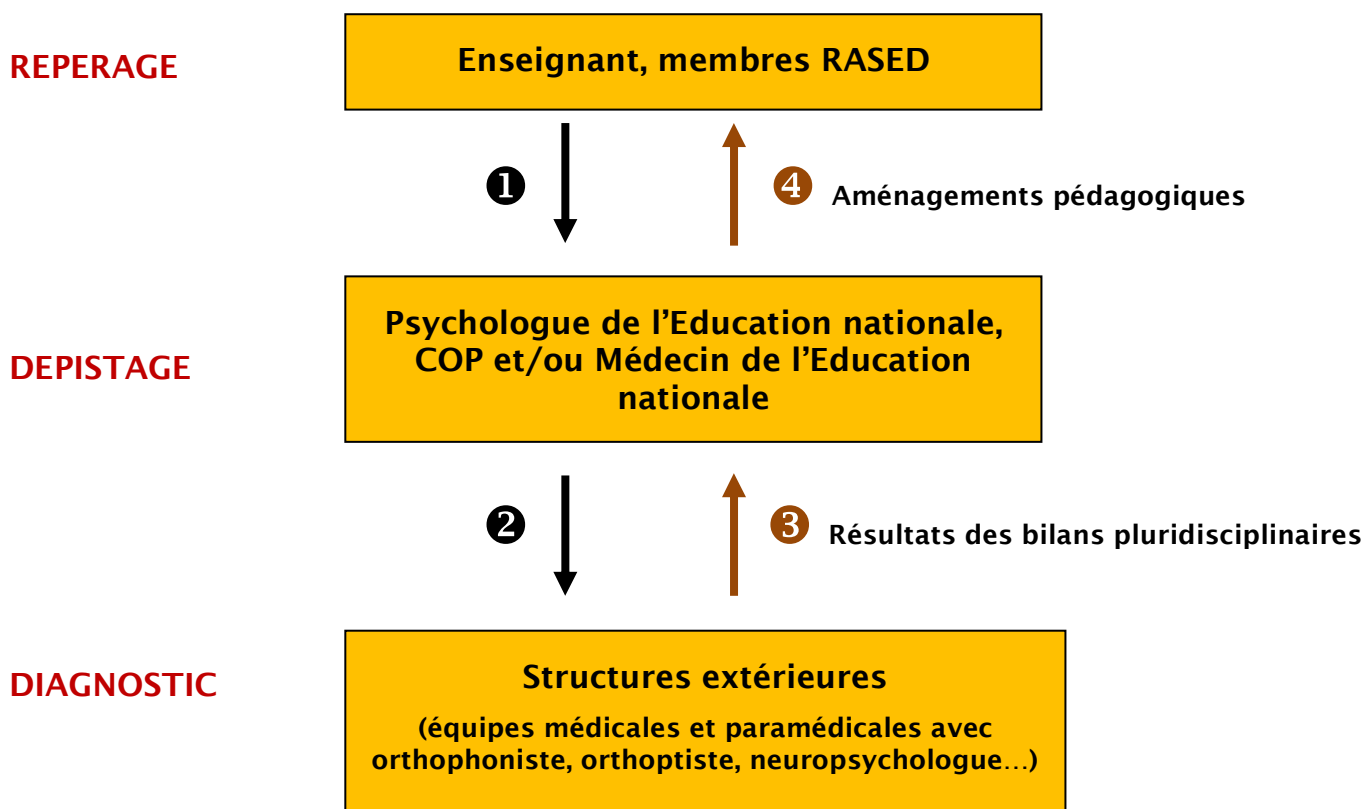 REPERAGE
Enseignant, membres RASED
❶
❹ Aménagements pédagogiques
DEPISTAGE
Psychologue de l’Education nationale,
COP et/ou Médecin de l’Education
nationale
❷
❸ Résultats des bilans pluridisciplinaires
DIAGNOSTIC
Structures extérieures
(équipes médicales et paramédicales avec
orthophoniste, orthoptiste, neuropsychologue…)